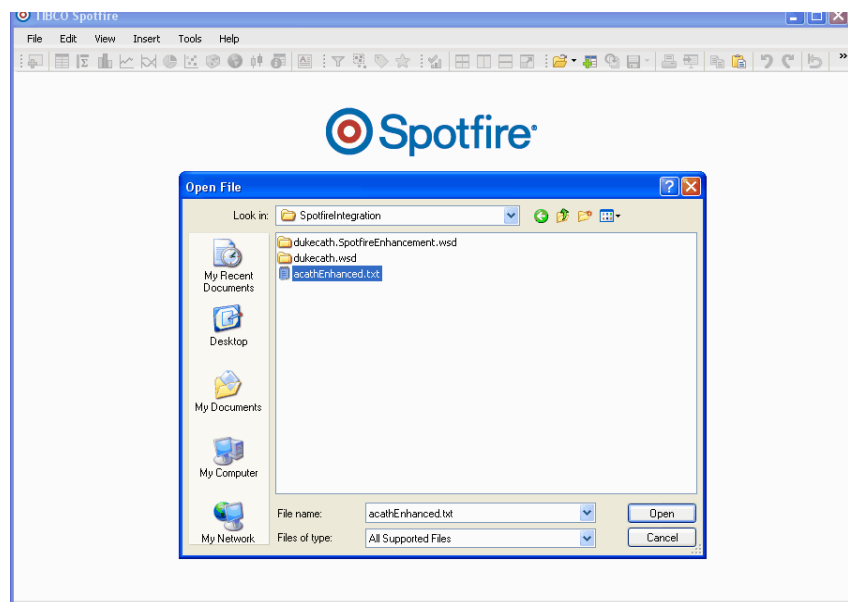 TIBCO Spotfire
File Edit View Insert Tools Help
Spotfire®
Open File
Look in: SpotfireIntegration
dukecath.SpotfireEnhancement.wsd
dukecath.wsd
acathEnhanced.txt
My Recent
Documents
Desktop
My Documents
My Computer
My Network
File name: acathEnhanced.txt Open
Files of type: All Supported Files Cancel